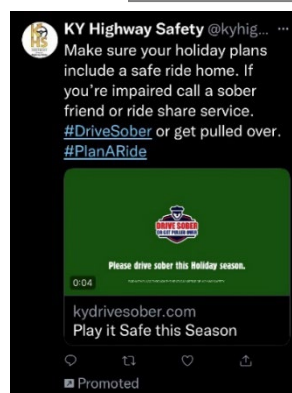 KY Highway Safety @kyhig... ...
Make sure your holiday plans
include a safe ride home. If
you're impaired call a sober
friend or ride share service.
#DriveSober or get pulled over.
#PlanARide
DRIVE SOBER
OR GET PULLED OVER
Please drive sober this Holiday season.
0:04
kydrivesober.com
Play it Safe this Season
Promoted